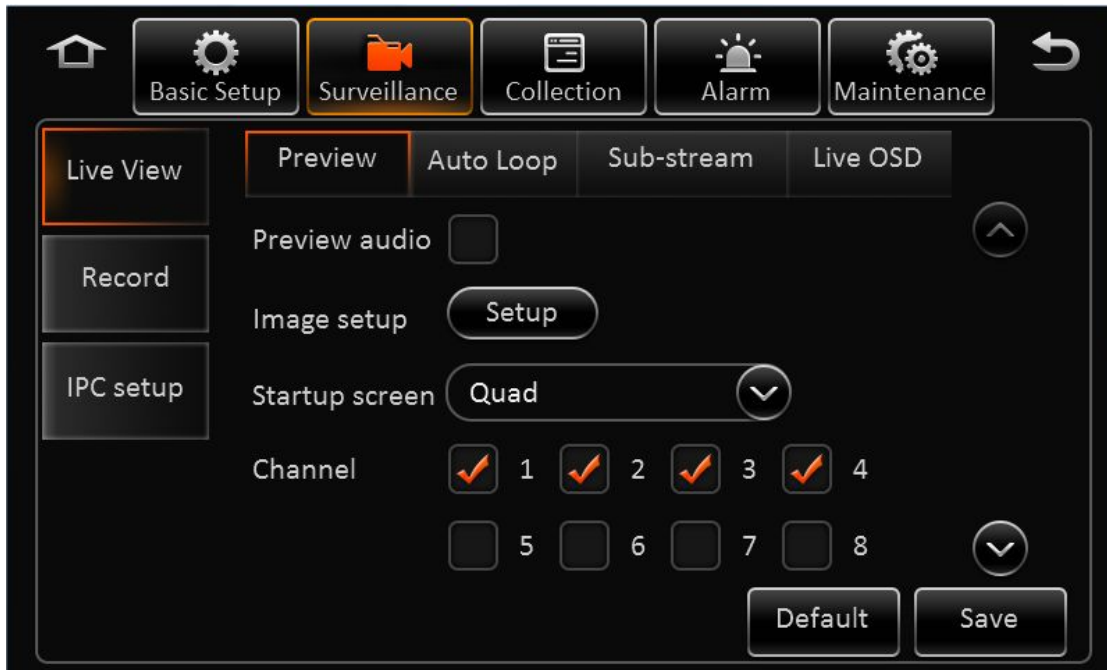 Basic Setup Surveillance Collection Alarm Maintenance
Live View Preview Auto Loop Sub-stream Live OSD
Preview audio
Record
Image setup Setup
IPC setup Startup screen Quad
Channel 1 2 3 4
5 6 7 8
Default Save